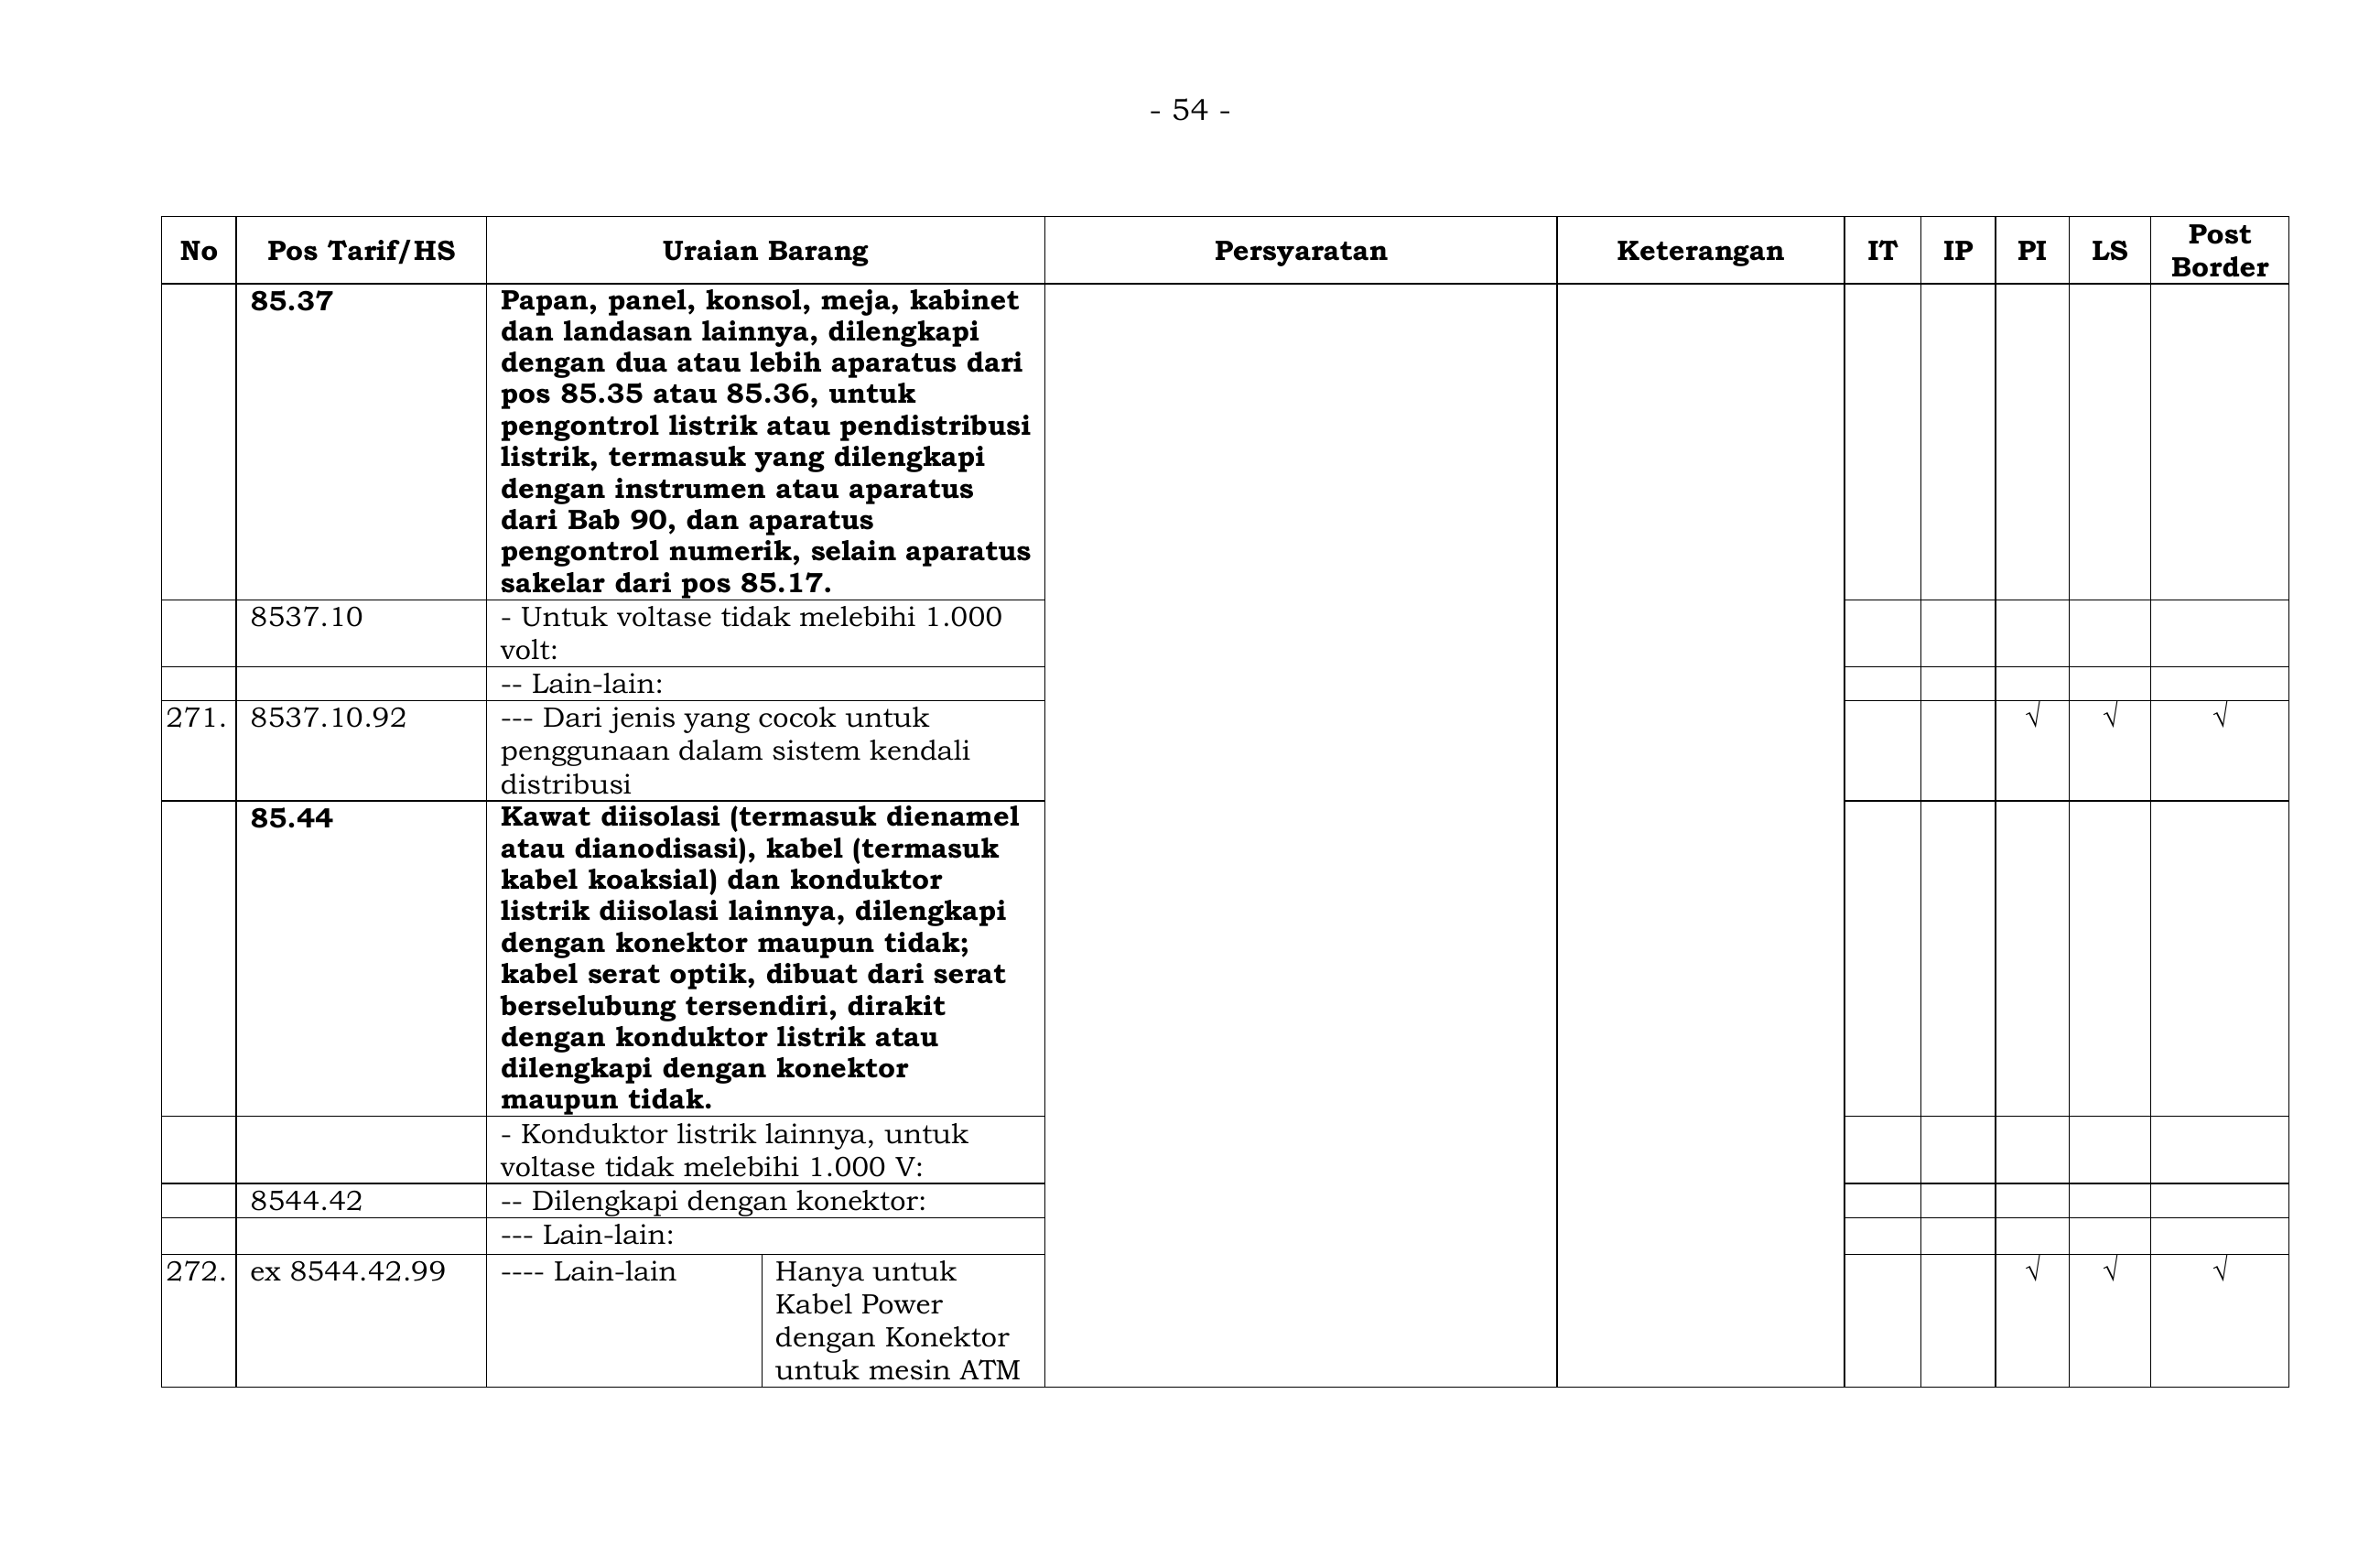 - 54 -
No Pos Tarif/HS Uraian Barang Persyaratan Keterangan IT IP PI LS Post Border
85.37 Papan, panel, konsol, meja, kabinet
dan landasan lainnya, dilengkapi
dengan dua atau lebih aparatus dari
pos 85.35 atau 85.36, untuk
pengontrol listrik atau pendistribusi
listrik, termasuk yang dilengkapi
dengan instrumen atau aparatus
dari Bab 90, dan aparatus
pengontrol numerik, selain aparatus
sakelar dari pos 85.17.
8537.10 - Untuk voltase tidak melebihi 1.000
volt:
-- Lain-lain:
271. 8537.10.92 --- Dari jenis yang cocok untuk √ √ √
penggunaan dalam sistem kendali
distribusi
85.44 Kawat diisolasi (termasuk dienamel
atau dianodisasi), kabel (termasuk
kabel koaksial) dan konduktor
listrik diisolasi lainnya, dilengkapi
dengan konektor maupun tidak;
kabel serat optik, dibuat dari serat
berselubung tersendiri, dirakit
dengan konduktor listrik atau
dilengkapi dengan konektor
maupun tidak.
- Konduktor listrik lainnya, untuk
voltase tidak melebihi 1.000 V:
8544.42 -- Dilengkapi dengan konektor:
--- Lain-lain:
272. ex 8544.42.99 ---- Lain-lain Hanya untuk √ √ √
Kabel Power
dengan Konektor
untuk mesin ATM